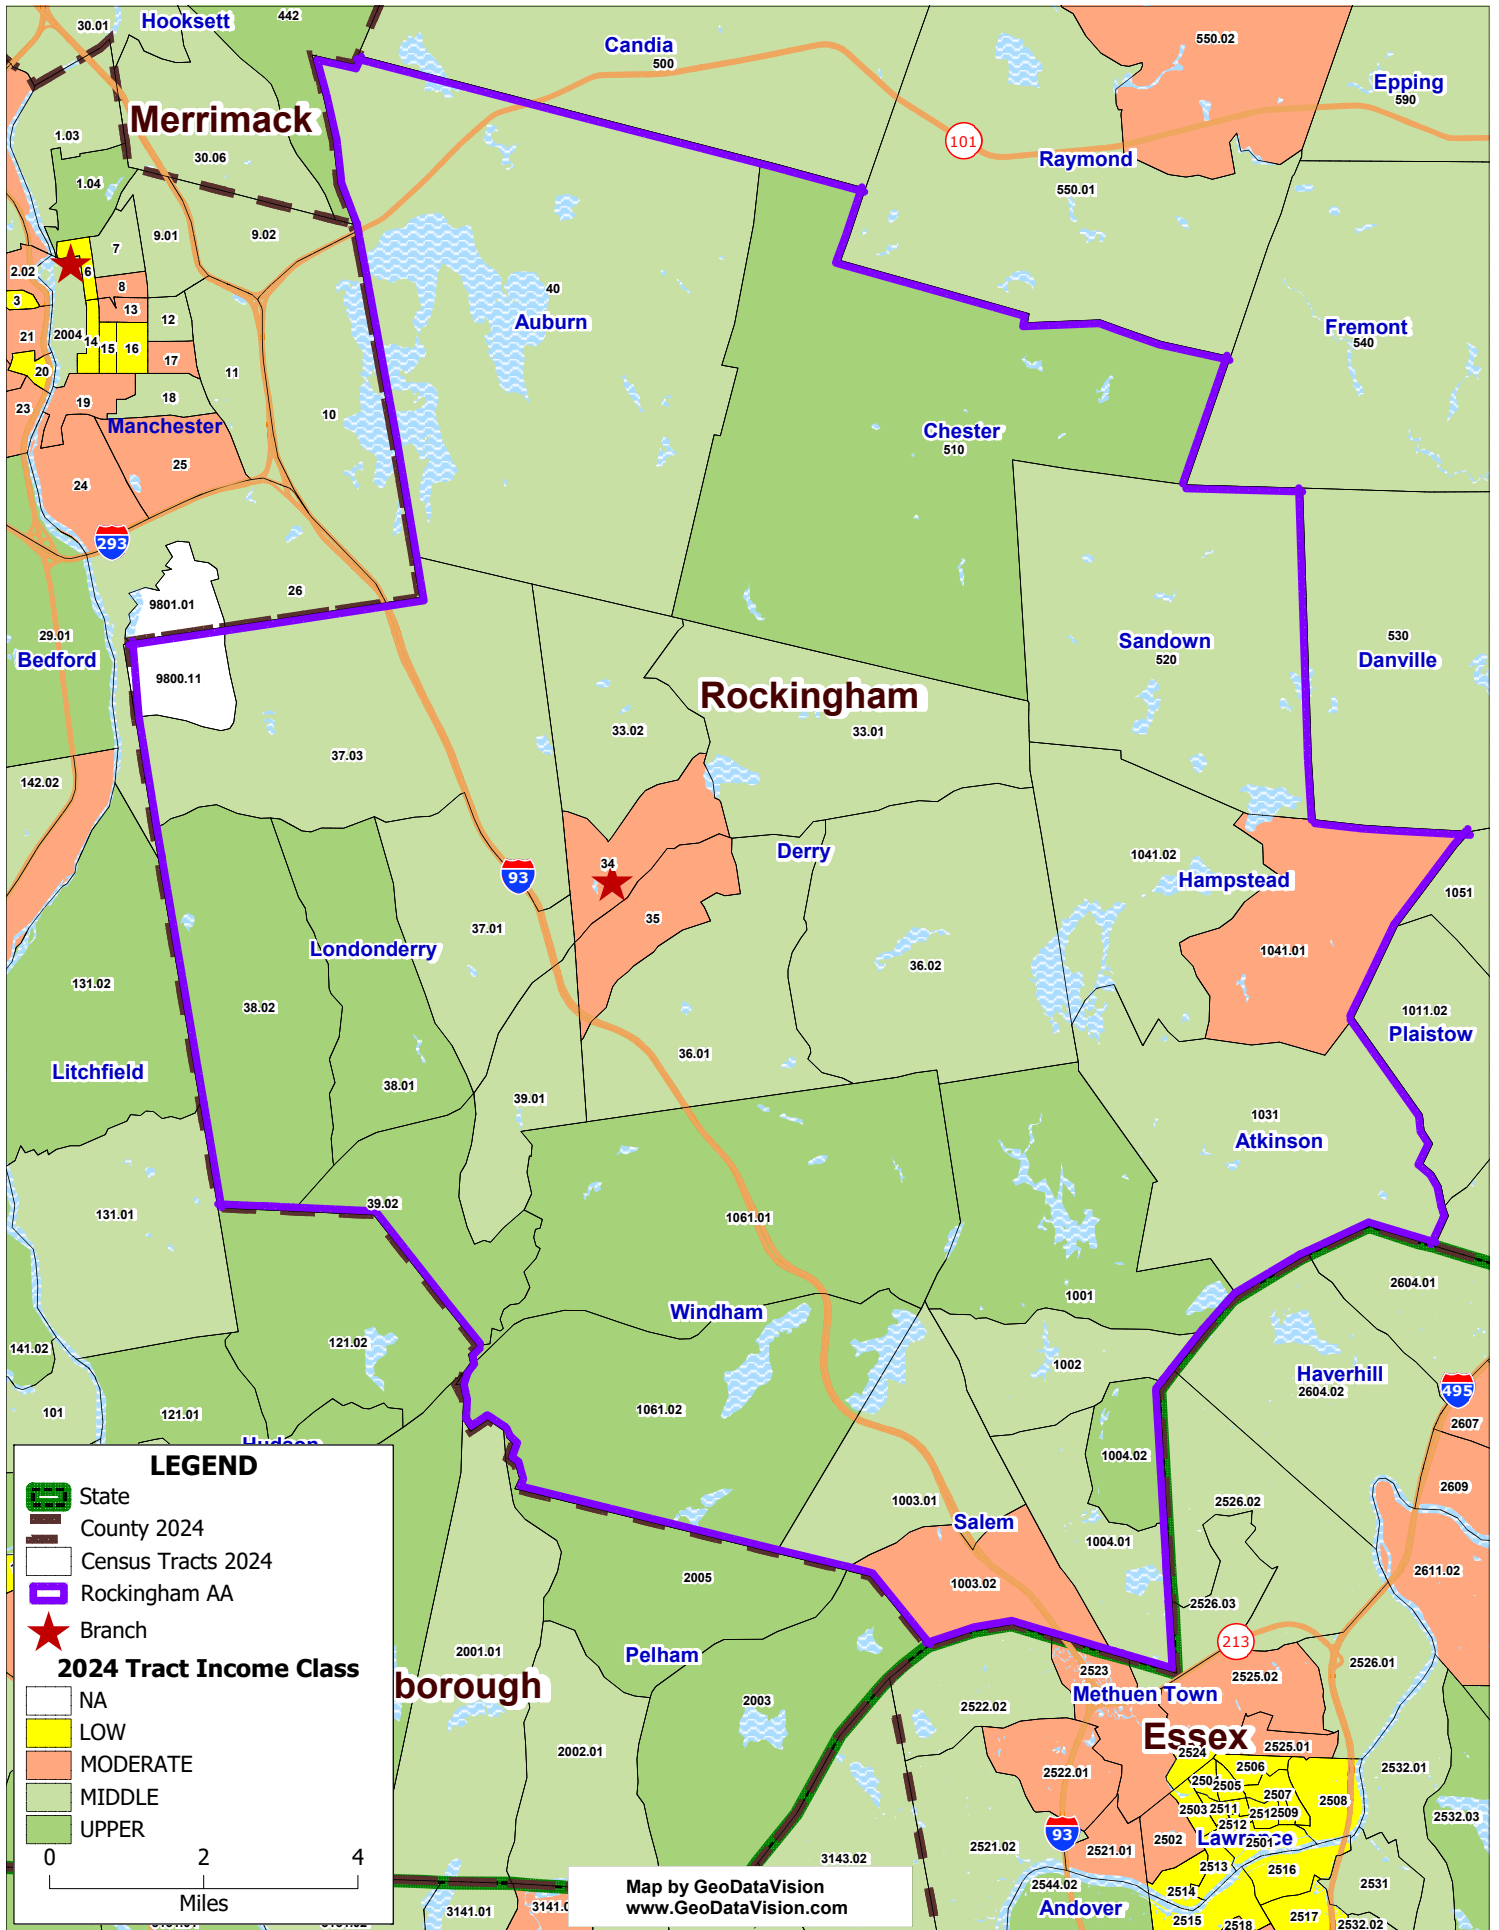 30.01
Hooksett
442
Candia
500
550.02
Epping
590
Merrimack
1.03
30.06
101
Raymond
550.01
1.04
7
9.01
9.02
2.02
6
8
3
13
12
40
Auburn
Fremont
540
21
2004
14
15
16
17
20
11
18
23
19
10
Manchester
Chester
510
25
24
293
26
9801.01
29.01
Bedford
Sandown
520
530
Danville
9800.11
Rockingham
33.02
33.01
37.03
142.02
34
Derry
1041.02
Hampstead
93
1051
35
37.01
Londonderry
36.02
1041.01
131.02
38.02
1011.02
Plaistow
36.01
Litchfield
38.01
39.01
1031
Atkinson
131.01
39.02
1061.01
2604.01
1001
Windham
141.02
121.02
1002
Haverhill
2604.02
495
101
121.01
1061.02
2607
Hudson
1004.02
2609
1003.01
2526.02
Salem
1004.01
2005
1003.02
2611.02
2526.03
213
2001.01
Pelham
2526.01
2523
2525.02
borough
Methuen Town
2003
2522.02
Essex
2002.01
2524
2525.01
2506
2532.01
2522.01
2505
2507
2508
2503
2511
2509
2532.03
2512
93
2502
Lawrence
2501
2521.02
2521.01
3143.02
2513
2516
2544.02
2531
2514
Andover
2515
2518
2517
2532.02
3141.01
LEGEND
State
County 2024
Census Tracts 2024
Rockingham AA
Branch
2024 Tract Income Class
NA
LOW
MODERATE
MIDDLE
UPPER
0 2 4
Miles
Map by GeoDataVision
www.GeoDataVision.com